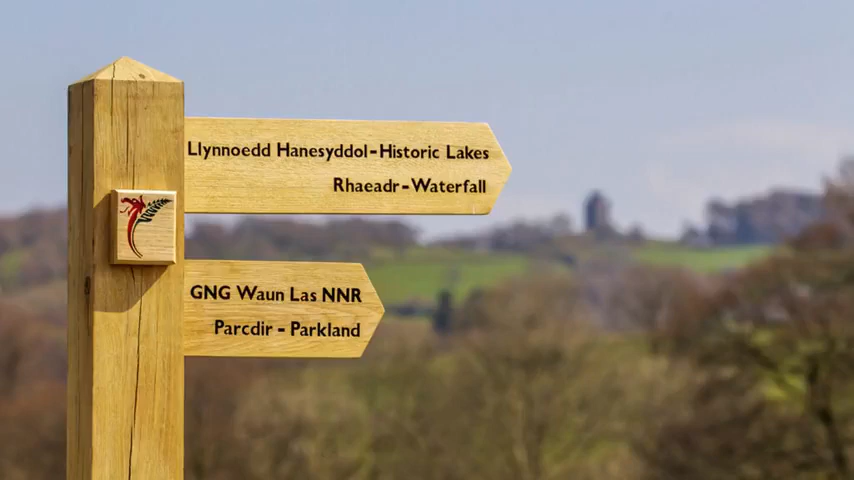 Llynnoedd Hanesyddol-Historic Lakes
Rhaeadr-Waterfall
GNG Waun Las NNR
Parcdir - Parkland